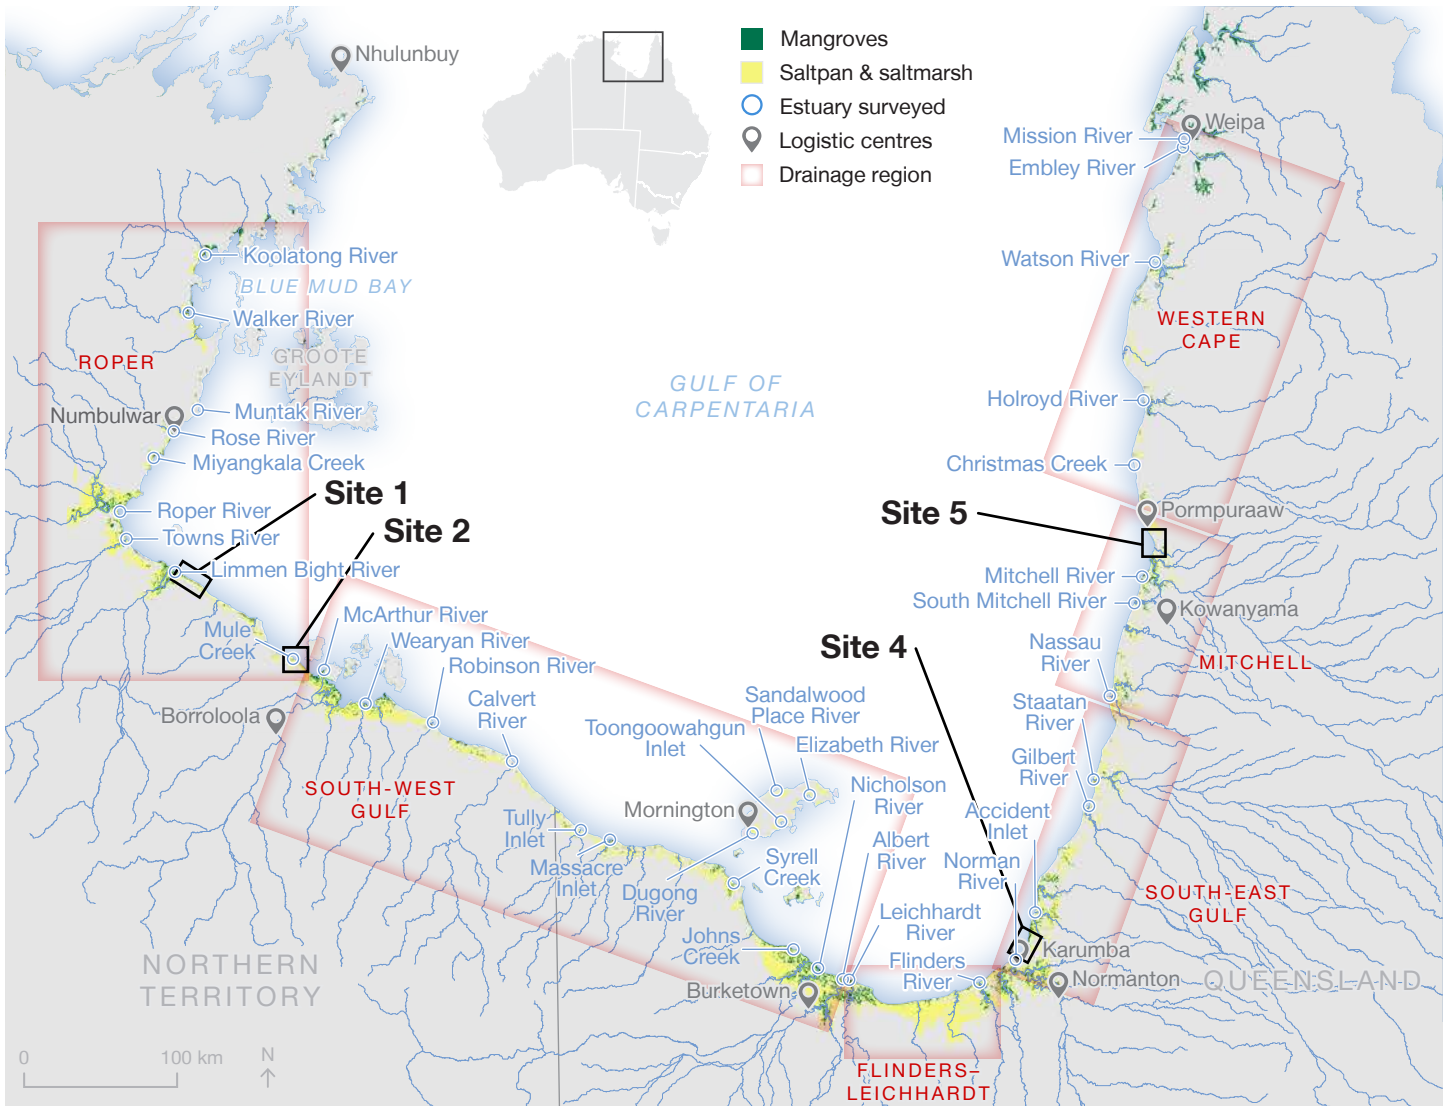 Nhulunbuy
Mangroves
Saltpan & saltmarsh
Estuary surveyed
Logistic centres
Drainage region
Weipa
Mission River
Embley River
Koolatong River
BLUE MUD BAY
Watson River
Walker River
WESTERN
CAPE
ROPER
GROOTE
EYLANDT
GULF OF
CARPENTARIA
Holroyd River
Numbulwar
Muntak River
Rose River
Miyangkala Creek
Christmas Creek
Site 1
Roper River
Site 5
Pormpuraaw
Site 2
Towns River
Limmen Bight River
Mitchell River
South Mitchell River
Kowanyama
McArthur River
Mule
Creek
Wearyan River
Site 4
Nassau
River
MITCHELL
Robinson River
Calvert
River
Sandalwood
Place River
Staatan
River
Borroloola
Toongoowahgun
Inlet
Elizabeth River
Gilbert
River
SOUTH-WEST
GULF
Nicholson
River
Mornington
Accident
Inlet
Tully
Inlet
Albert
River
Massacre
Inlet
Syrell
Creek
Norman
River
Dugong
River
SOUTH-EAST
GULF
Leichhardt
River
Johns
Creek
Karumba
Flinders
River
NORTHERN
TERRITORY
Burketown
Normanton
QUEENSLAND
0
100 km
N
FLINDERS–
LEICHHARDT